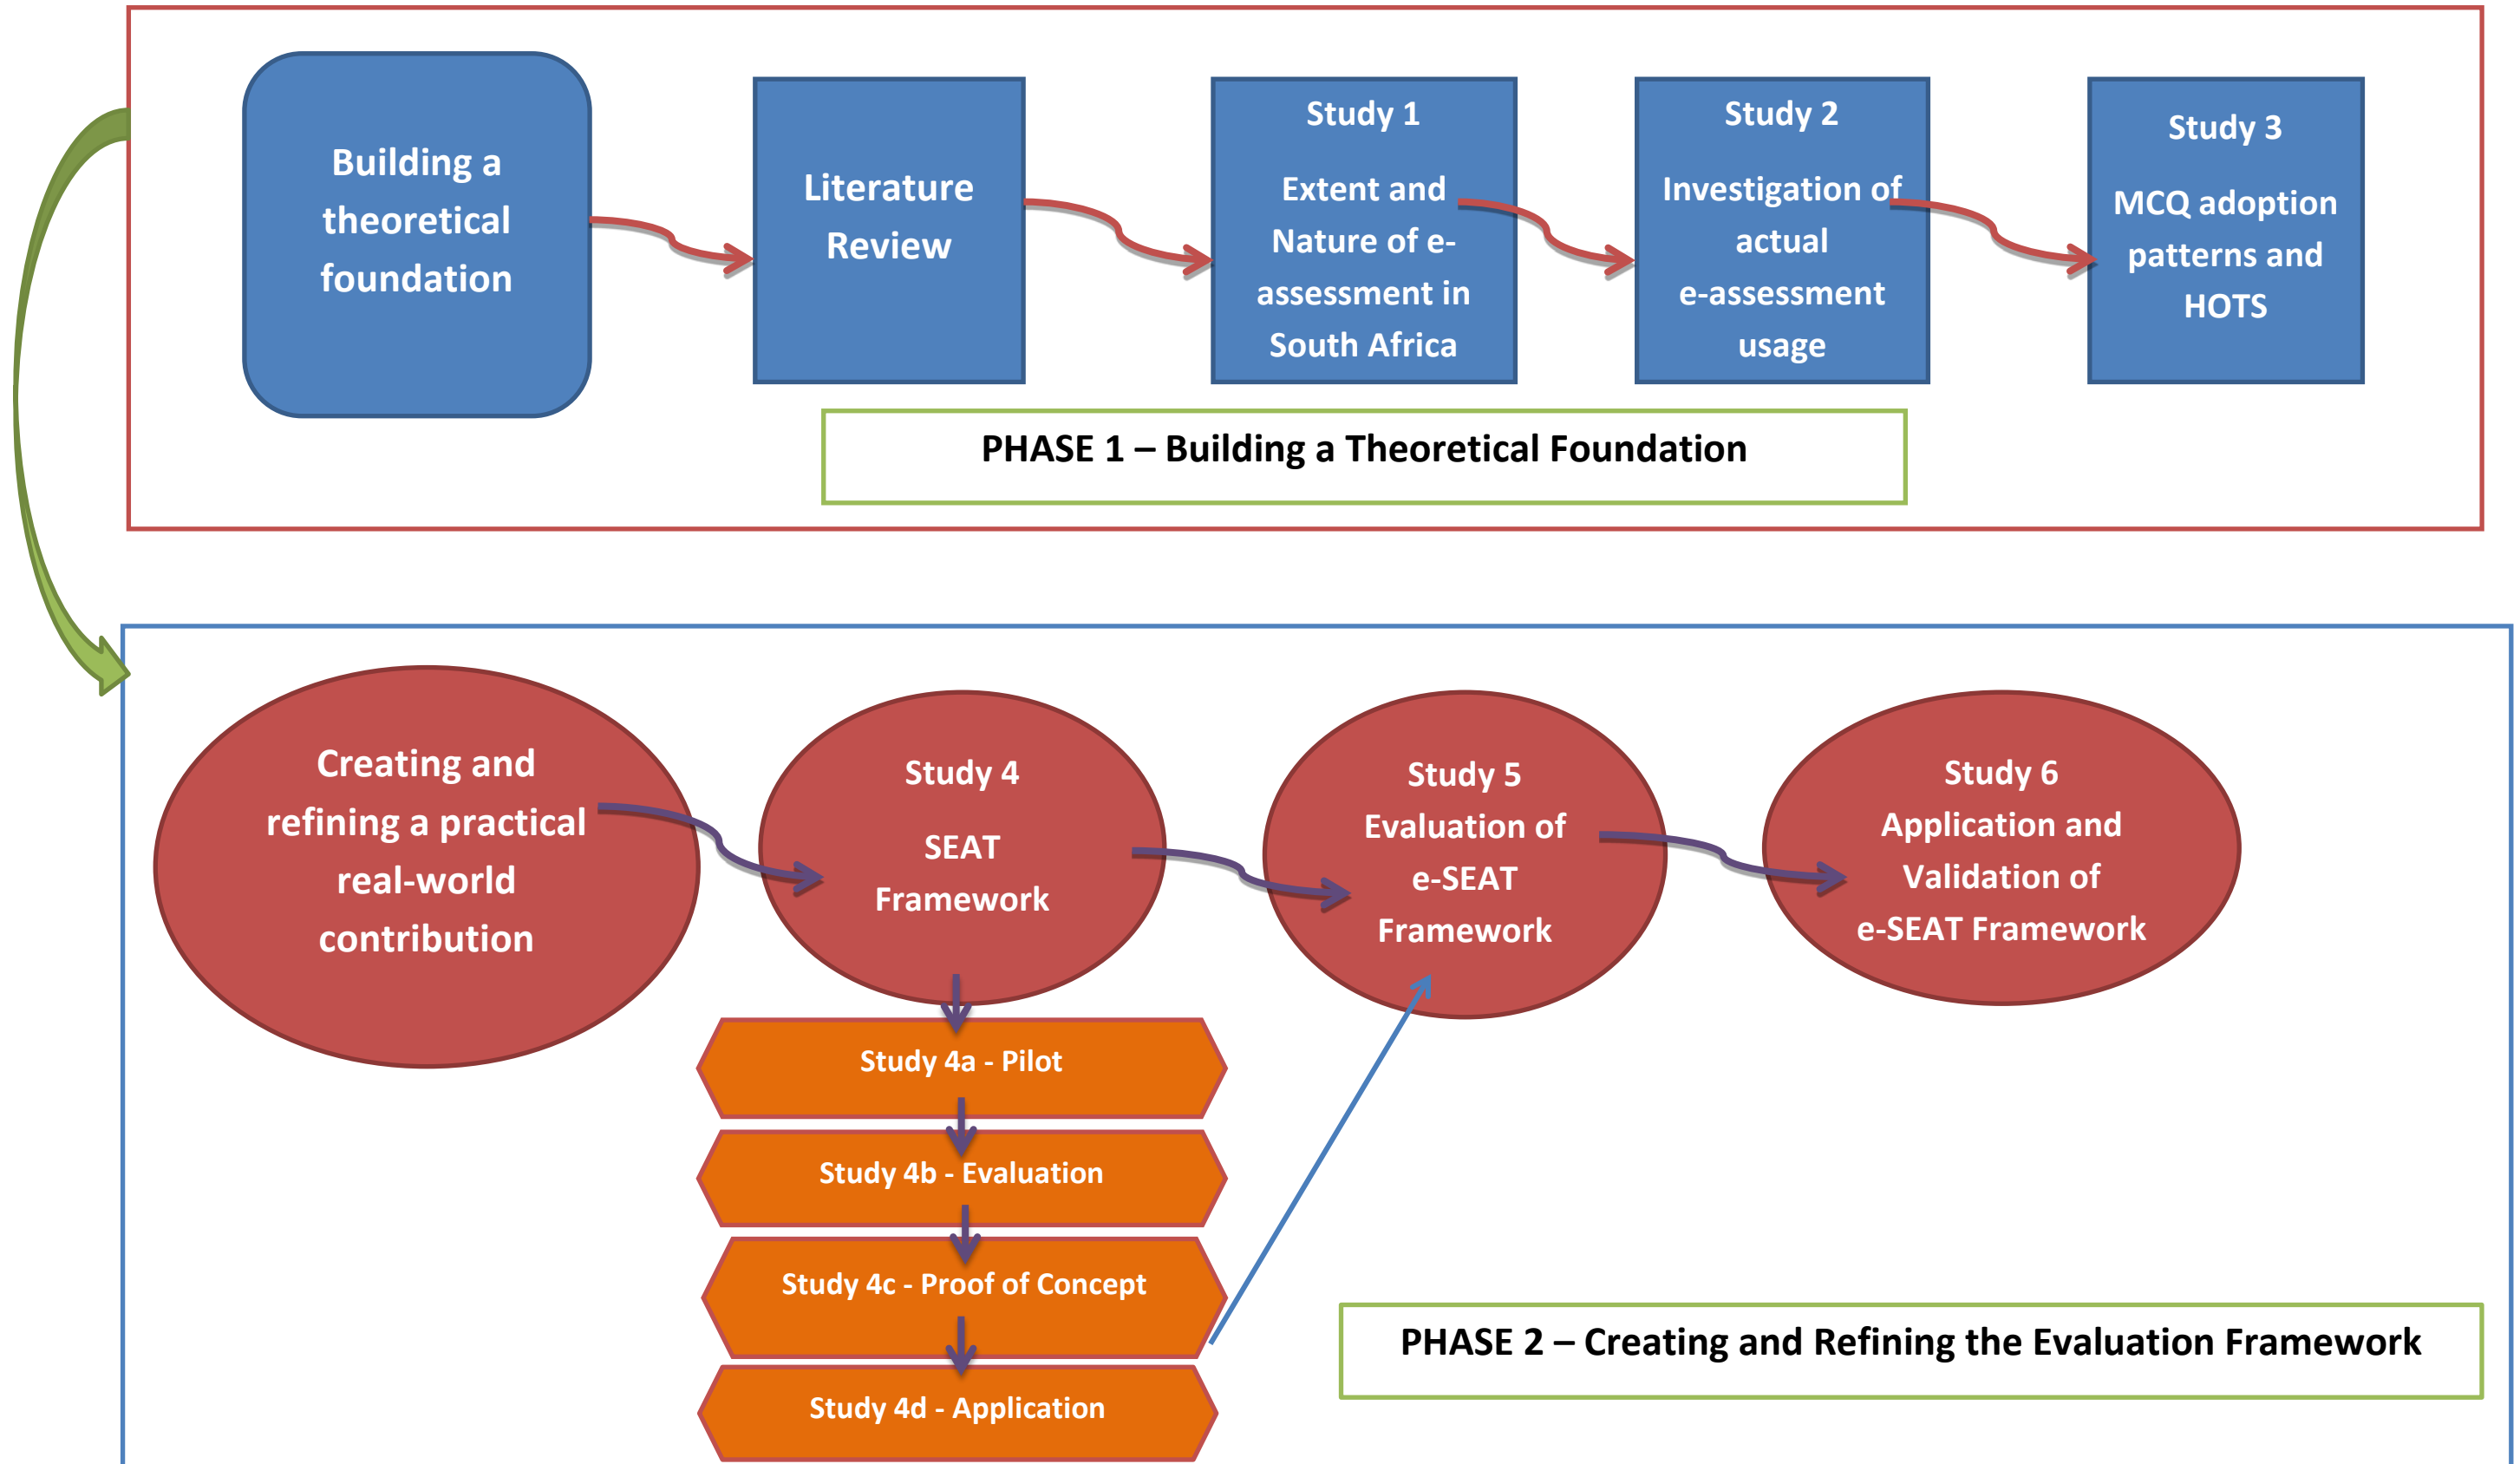 Building a
theoretical
foundation
Literature
Review
Study 1
Extent and
Nature of e-
assessment in
South Africa
Study 2
Investigation of
actual
e-assessment
usage
Study 3
MCQ adoption
patterns and
HOTS
PHASE 1 – Building a Theoretical Foundation
Creating and
refining a practical
real-world
contribution
Study 4
SEAT
Framework
Study 5
Evaluation of
e-SEAT
Framework
Study 6
Application and
Validation of
e-SEAT Framework
Study 4a - Pilot
Study 4b - Evaluation
Study 4c - Proof of Concept
Study 4d - Application
PHASE 2 – Creating and Refining the Evaluation Framework